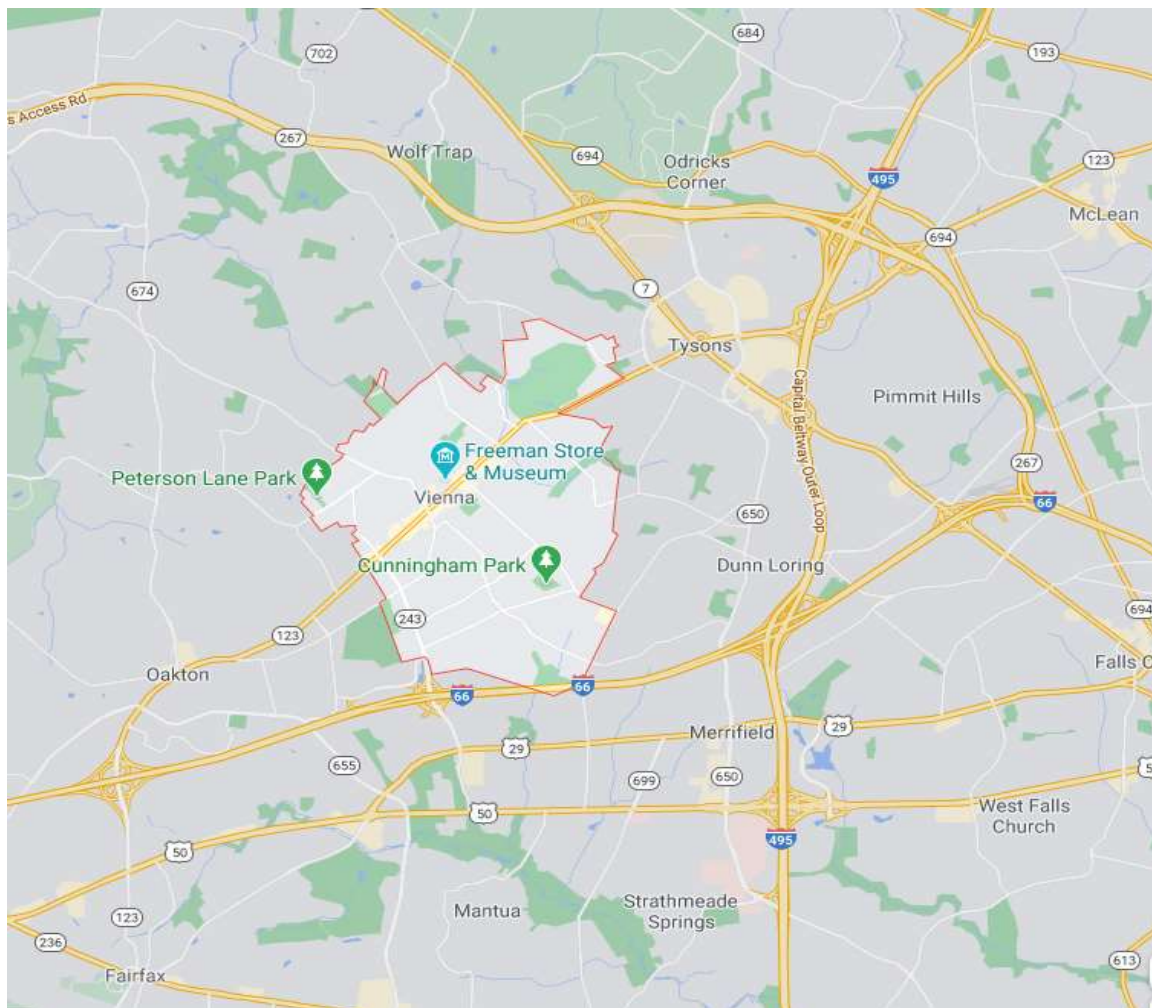 684
702
193
s Access Rd
267
Wolf Trap
694
Odricks
Corner
123
495
McLean
694
674
7
Tysons
Capital Beltway Outer Loop
Pimmit Hills
Freeman Store
& Museum
Peterson Lane Park
Vienna
267
66
650
Cunningham Park
Dunn Loring
243
694
123
Oakton
Falls C
66
66
29
Merrifield
29
655
699
650
5
50
West Falls
Church
50
495
Mantua
Strathmeade
Springs
123
236
Fairfax
613